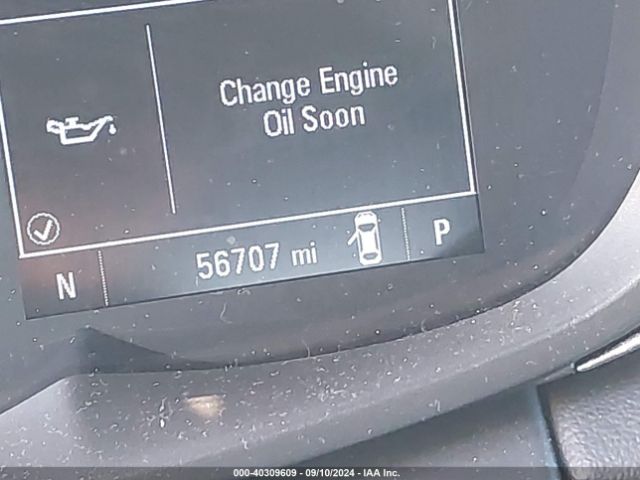 Change Engine
Oil Soon
N 56707 mi P
000-40309609 - 09/10/2024 - IAA Inc.